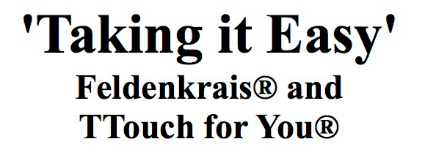 'Taking it Easy'
Feldenkrais® and
TTouch for You®